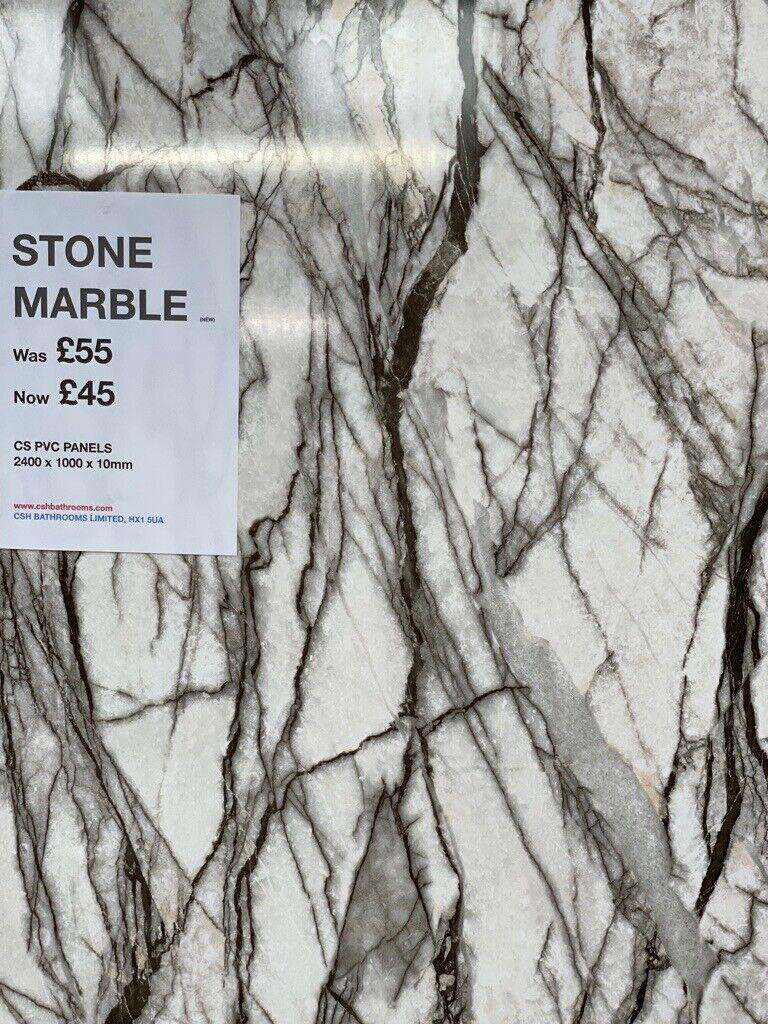 STONE
MARBLE (NEW)
Was £55
Now £45
CS PVC PANELS
2400 x 1000 x 10mm
www.cshbathrooms.com
CSH BATHROOMS LIMITED, HX1 5UA